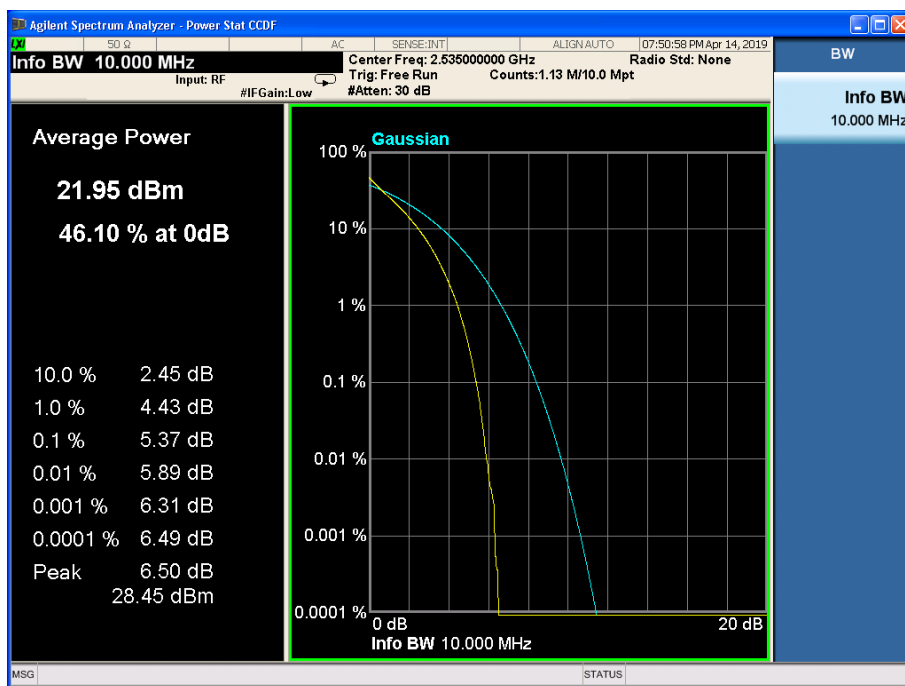 Agilent Spectrum Analyzer - Power Stat CCDF
LXI 50 Ω AC SENSE:INT ALIGN AUTO 07:50:58 PM Apr 14, 2019
Info BW 10.000 MHz
Center Freq: 2.535000000 GHz Radio Std: None
Input: RF Trig: Free Run Counts:1.13 M/10.0 Mpt
#IFGain:Low #Atten: 30 dB
BW
Info BW
10.000 MHz
Average Power
21.95 dBm
46.10 % at 0dB
10.0 % 2.45 dB
1.0 % 4.43 dB
0.1 % 5.37 dB
0.01 % 5.89 dB
0.001 % 6.31 dB
0.0001 % 6.49 dB
Peak 6.50 dB
28.45 dBm
Gaussian
100 %
10 %
1 %
0.1 %
0.01 %
0.001 %
0.0001 %
0 dB 20 dB
Info BW 10.000 MHz
MSG STATUS